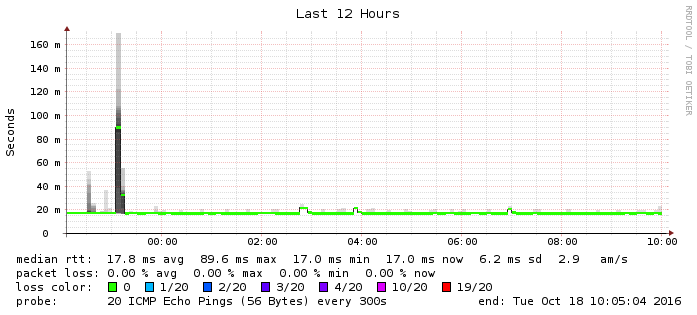 Last 12 Hours
RRDTOOL / TOBI OETIKER
Seconds
160 m
140 m
120 m
100 m
80 m
60 m
40 m
20 m
0
00:00 02:00 04:00 06:00 08:00 10:00
median rtt: 17.8 ms avg 89.6 ms max 17.0 ms min 17.0 ms now 6.2 ms sd 2.9 am/s
packet loss: 0.00 % avg 0.00 % max 0.00 % min 0.00 % now
loss color: 0 1/20 2/20 3/20 4/20 10/20 19/20
probe: 20 ICMP Echo Pings (56 Bytes) every 300s end: Tue Oct 18 10:05:04 2016